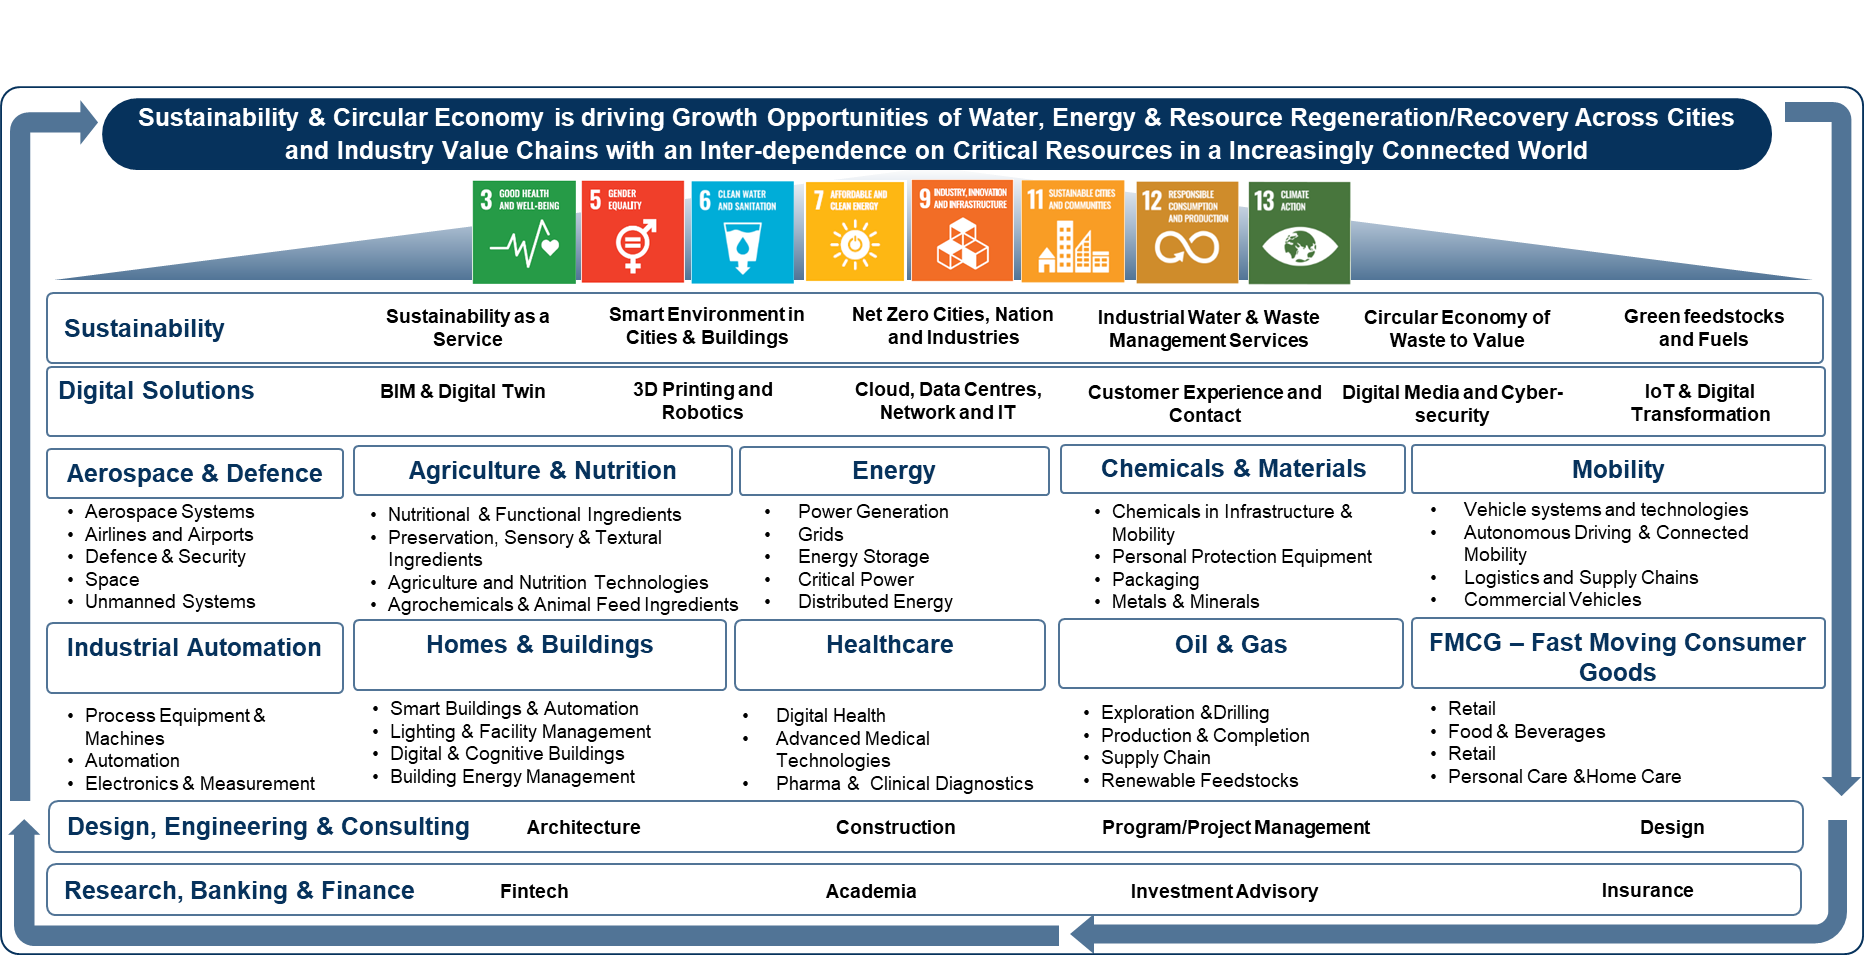 Sustainability & Circular Economy is driving Growth Opportunities of Water, Energy & Resource Regeneration/Recovery Across Cities
and Industry Value Chains with an Inter-dependence on Critical Resources in a Increasingly Connected World
3 GOOD HEALTH
AND WELL-BEING
5 GENDER
EQUALITY
6 CLEAN WATER
AND SANITATION
7 AFFORDABLE AND
CLEAN ENERGY
9 INDUSTRY, INNOVATION
AND INFRASTRUCTURE
11 SUSTAINABLE CITIES
AND COMMUNITIES
12 RESPONSIBLE
CONSUMPTION
AND PRODUCTION
13 CLIMATE
ACTION
Sustainability
Sustainability as a
Service
Smart Environment in
Cities & Buildings
Net Zero Cities, Nation
and Industries
Industrial Water & Waste
Management Services
Circular Economy of
Waste to Value
Green feedstocks
and Fuels
Digital Solutions
BIM & Digital Twin
3D Printing and
Robotics
Cloud, Data Centres,
Network and IT
Customer Experience and
Contact
Digital Media and Cyber-
security
IoT & Digital
Transformation
Aerospace & Defence
• Aerospace Systems
• Airlines and Airports
• Defence & Security
• Space
• Unmanned Systems
Agriculture & Nutrition
• Nutritional & Functional Ingredients
• Preservation, Sensory & Textural
Ingredients
• Agriculture and Nutrition Technologies
• Agrochemicals & Animal Feed Ingredients
Energy
• Power Generation
• Grids
• Energy Storage
• Critical Power
• Distributed Energy
Chemicals & Materials
• Chemicals in Infrastructure &
Mobility
• Personal Protection Equipment
• Packaging
• Metals & Minerals
Mobility
• Vehicle systems and technologies
• Autonomous Driving & Connected
Mobility
• Logistics and Supply Chains
• Commercial Vehicles
Industrial Automation
• Process Equipment &
Machines
• Automation
• Electronics & Measurement
Homes & Buildings
• Smart Buildings & Automation
• Lighting & Facility Management
• Digital & Cognitive Buildings
• Building Energy Management
Healthcare
• Digital Health
• Advanced Medical
Technologies
• Pharma & Clinical Diagnostics
Oil & Gas
• Exploration &Drilling
• Production & Completion
• Supply Chain
• Renewable Feedstocks
FMCG – Fast Moving Consumer
Goods
• Retail
• Food & Beverages
• Retail
• Personal Care &Home Care
Design, Engineering & Consulting
Architecture
Construction
Program/Project Management
Design
Research, Banking & Finance
Fintech
Academia
Investment Advisory
Insurance